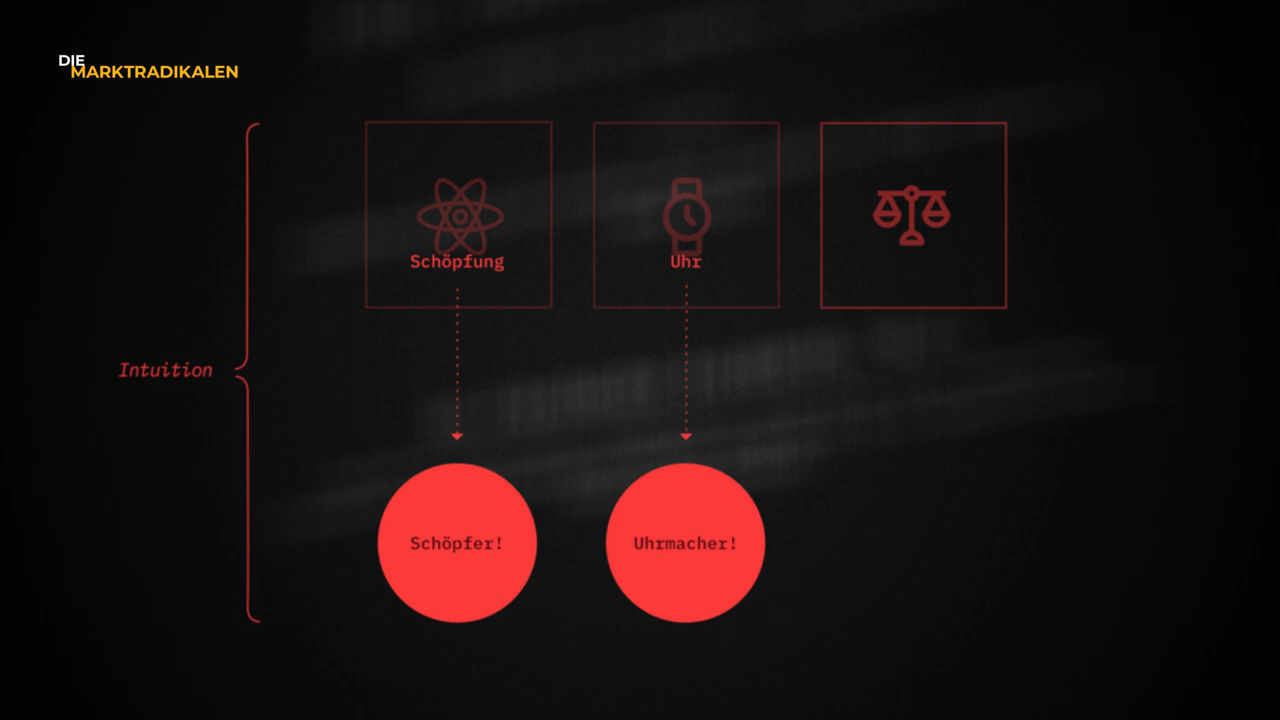 DIE
MARKTRADIKALEN
Schöpfung
Uhr
Intuition
Schöpfer!
Uhrmacher!